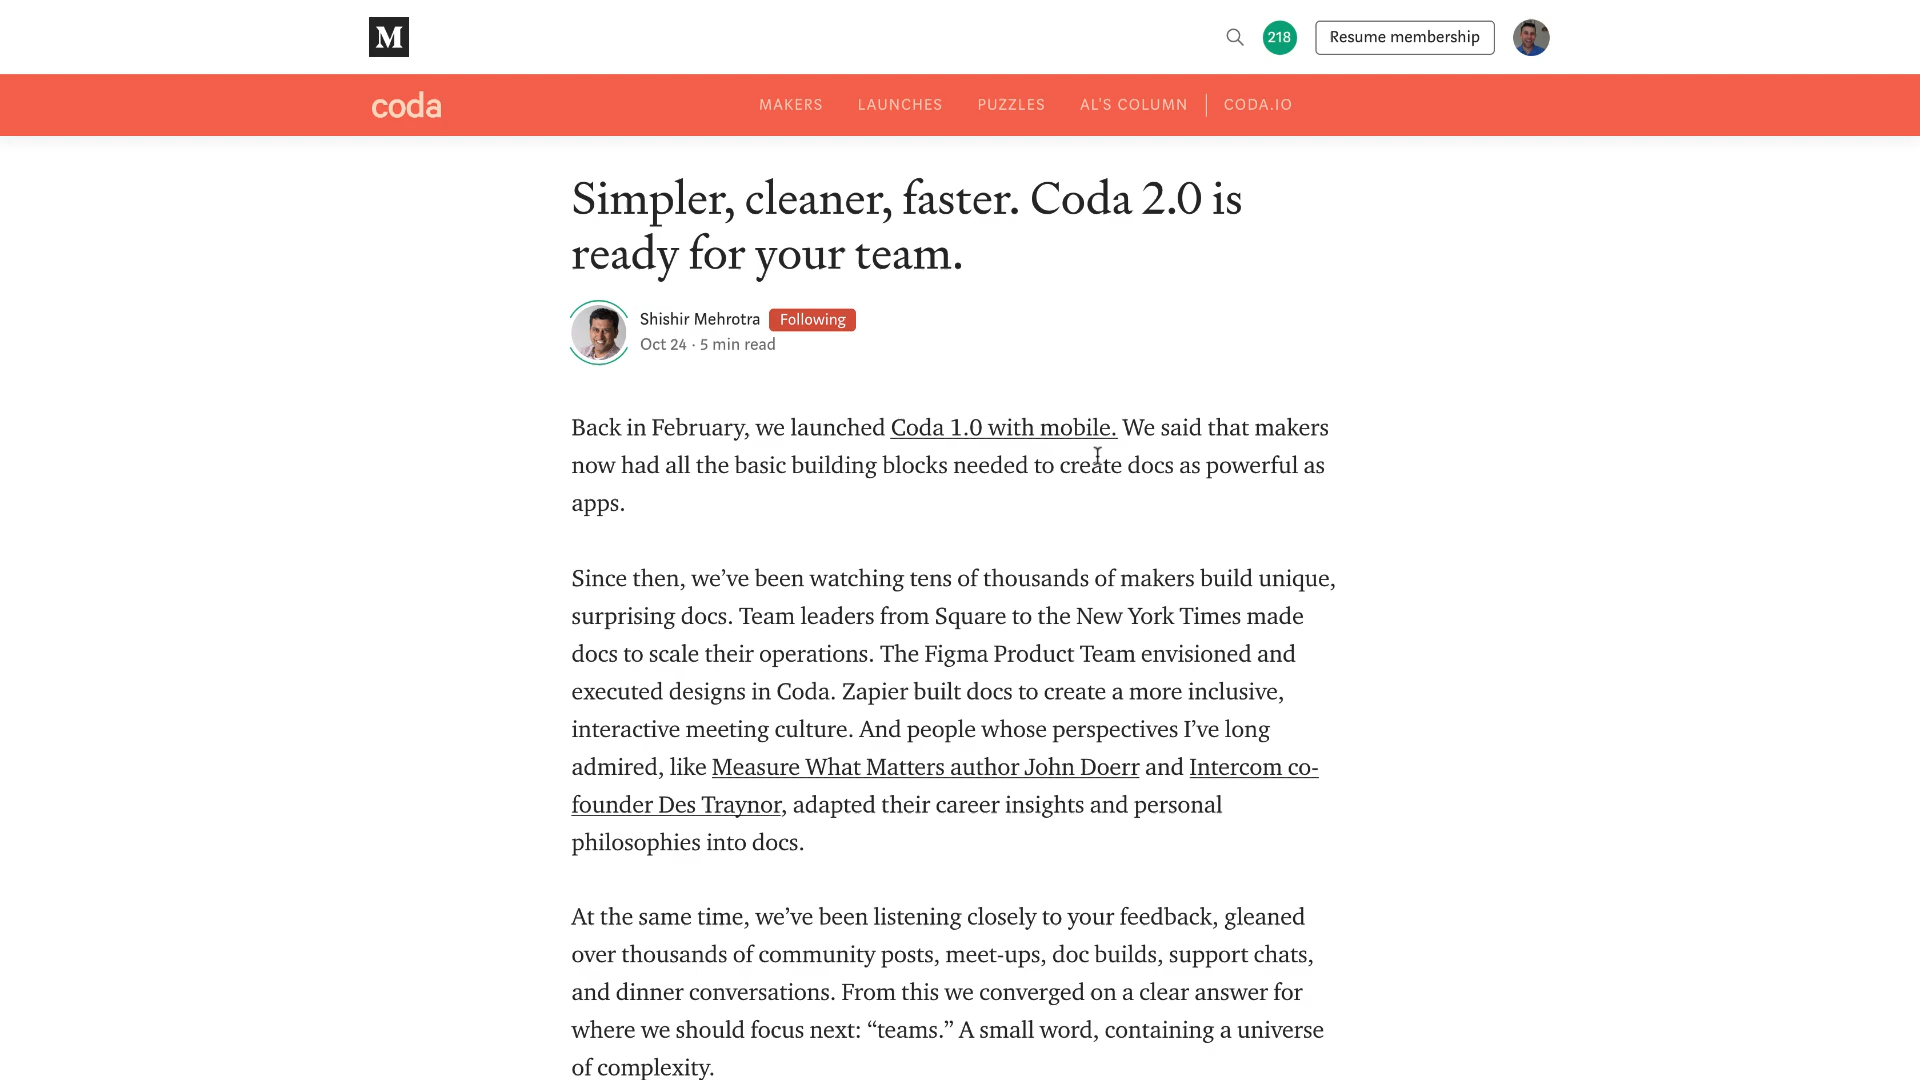 M
218
Resume membership
coda
MAKERS
LAUNCHES
PUZZLES
AL'S COLUMN
CODA.IO
Simpler, cleaner, faster. Coda 2.0 is
ready for your team.
Shishir Mehrotra
Following
Oct 24 · 5 min read
Back in February, we launched Coda 1.0 with mobile. We said that makers
now had all the basic building blocks needed to create docs as powerful as
apps.
Since then, we’ve been watching tens of thousands of makers build unique,
surprising docs. Team leaders from Square to the New York Times made
docs to scale their operations. The Figma Product Team envisioned and
executed designs in Coda. Zapier built docs to create a more inclusive,
interactive meeting culture. And people whose perspectives I’ve long
admired, like Measure What Matters author John Doerr and Intercom co-
founder Des Traynor, adapted their career insights and personal
philosophies into docs.
At the same time, we’ve been listening closely to your feedback, gleaned
over thousands of community posts, meet-ups, doc builds, support chats,
and dinner conversations. From this we converged on a clear answer for
where we should focus next: “teams.” A small word, containing a universe
of complexity.